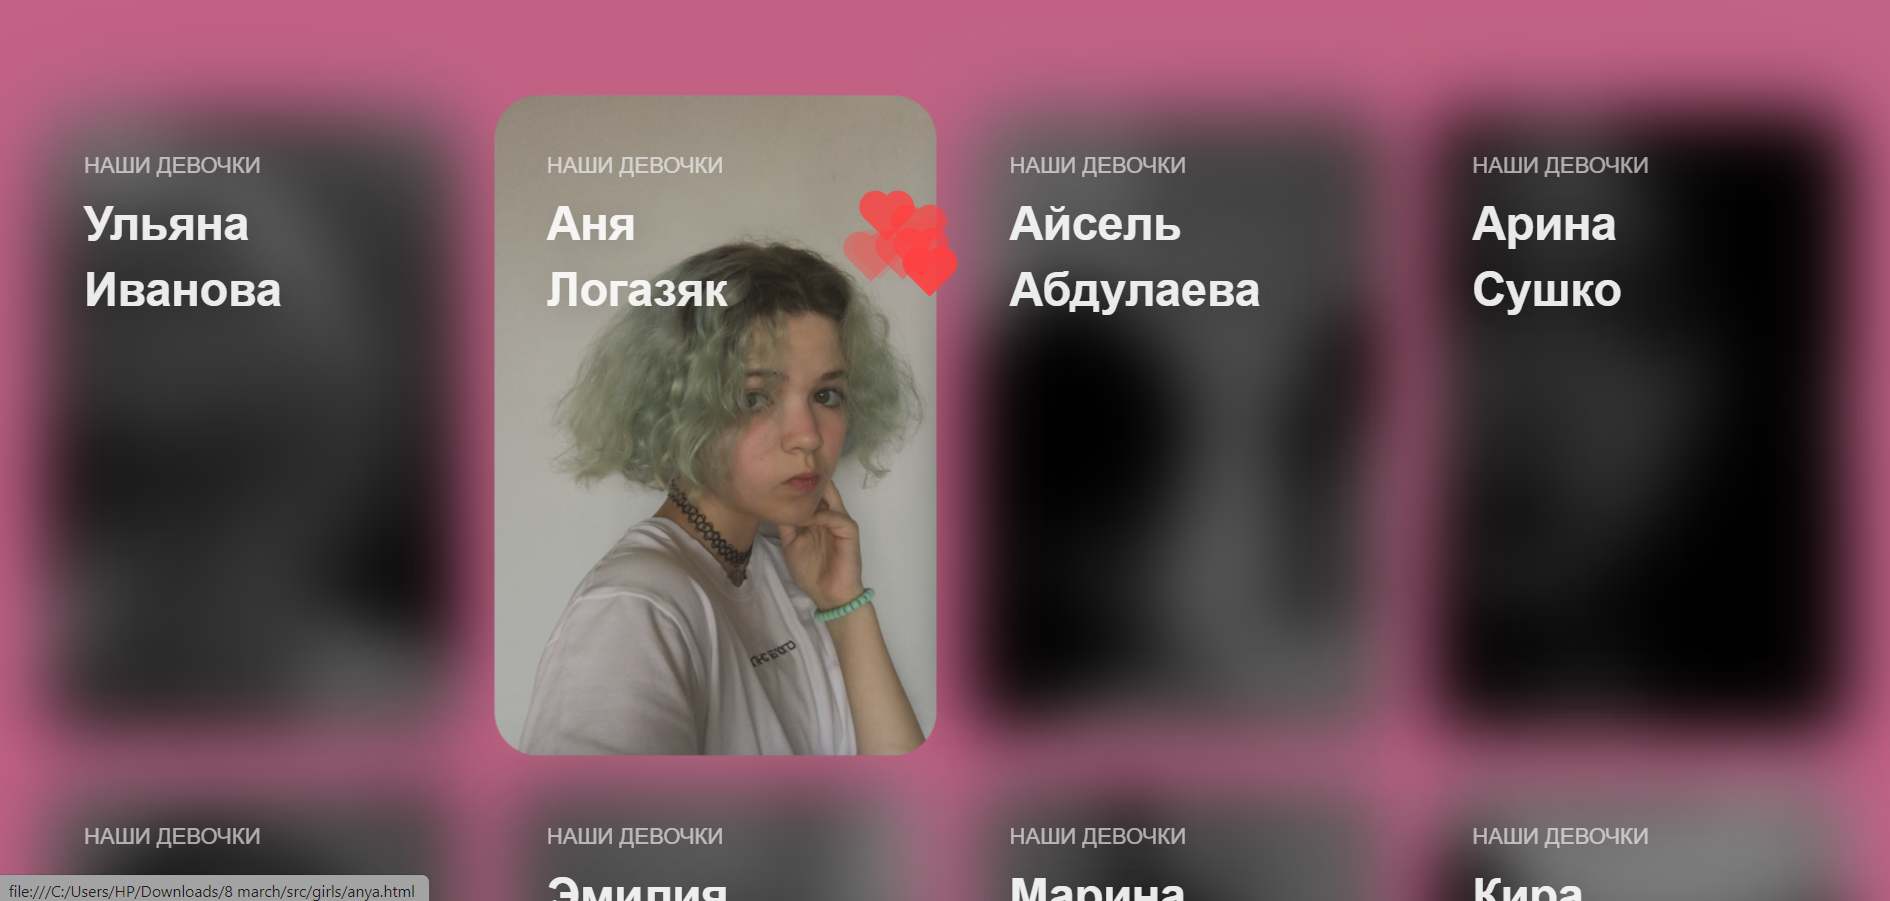 НАШИ ДЕВОЧКИ
Ульяна
Иванова
НАШИ ДЕВОЧКИ
Аня
Логазяк
НАШИ ДЕВОЧКИ
Айсель
Абдулаева
НАШИ ДЕВОЧКИ
Арина
Сушко
НАШИ ДЕВОЧКИ
НАШИ ДЕВОЧКИ
Эмилия
НАШИ ДЕВОЧКИ
Марина
НАШИ ДЕВОЧКИ
Кира
file:///C:/Users/HP/Downloads/8 march/src/girls/anya.html